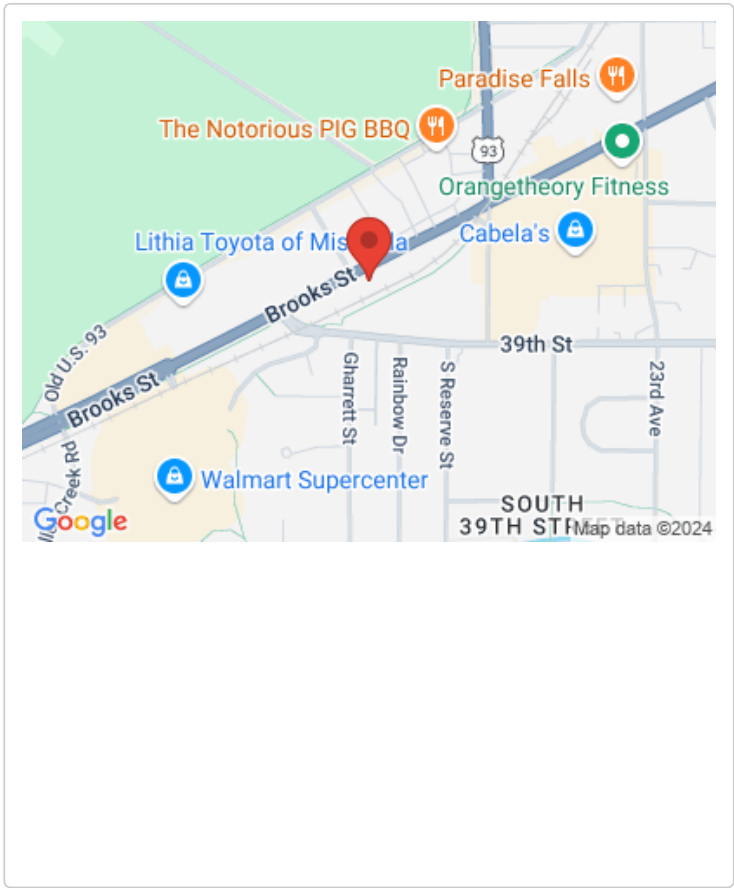 Paradise Falls
The Notorious PIG BBQ
93
Orangetheory Fitness
Lithia Toyota of Mis la
Cabela's
Brooks St
39th St
Old U.S. 93
Brooks St
Gharrett St
Rainbow Dr
S Reserve St
23rd Ave
Creek Rd
Walmart Supercenter
SOUTH
39TH STREET
Google
Map data ©2024